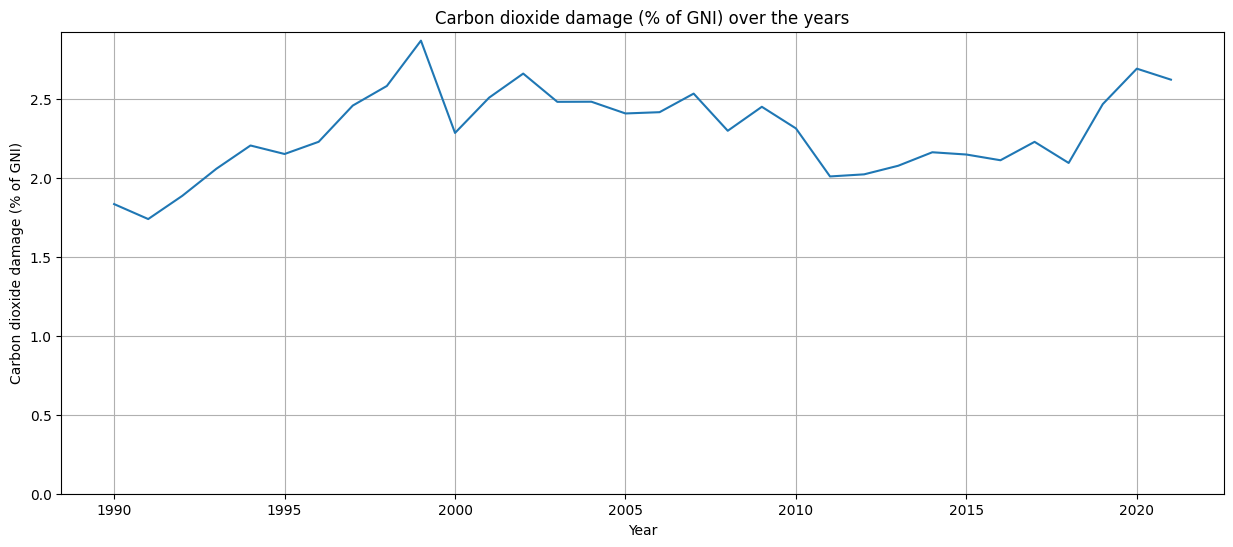 Carbon dioxide damage (% of GNI) over the years
Carbon dioxide damage (% of GNI)
2.5
2.0
1.5
1.0
0.5
0.0
1990 1995 2000 2005 2010 2015 2020
Year